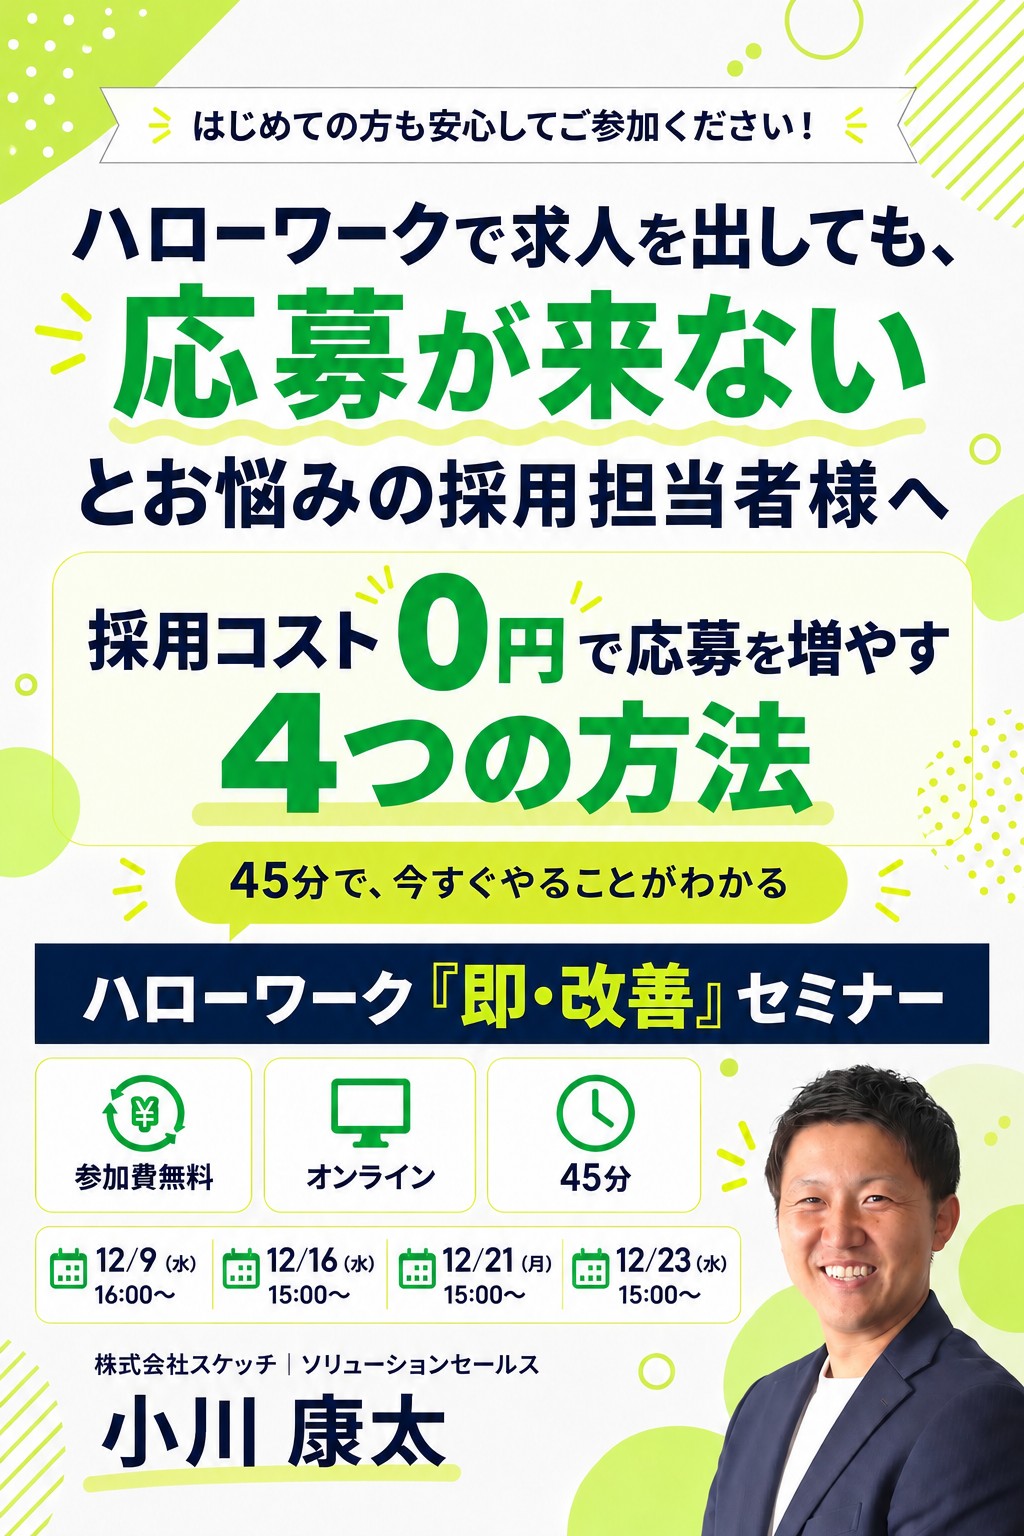 はじめての方も安心してご参加ください！
ハローワークで求人を出しても、
応募が来ない
とお悩みの採用担当者様へ
採用コスト0円で応募を増やす
4つの方法
45分で、今すぐやることがわかる
ハローワーク『即・改善』セミナー
¥
参加費無料
オンライン
45分
12/9（水）
16:00〜
12/16（水）
15:00〜
12/21（月）
15:00〜
12/23（水）
15:00〜
株式会社スケッチ｜ソリューションセールス
小川 康太